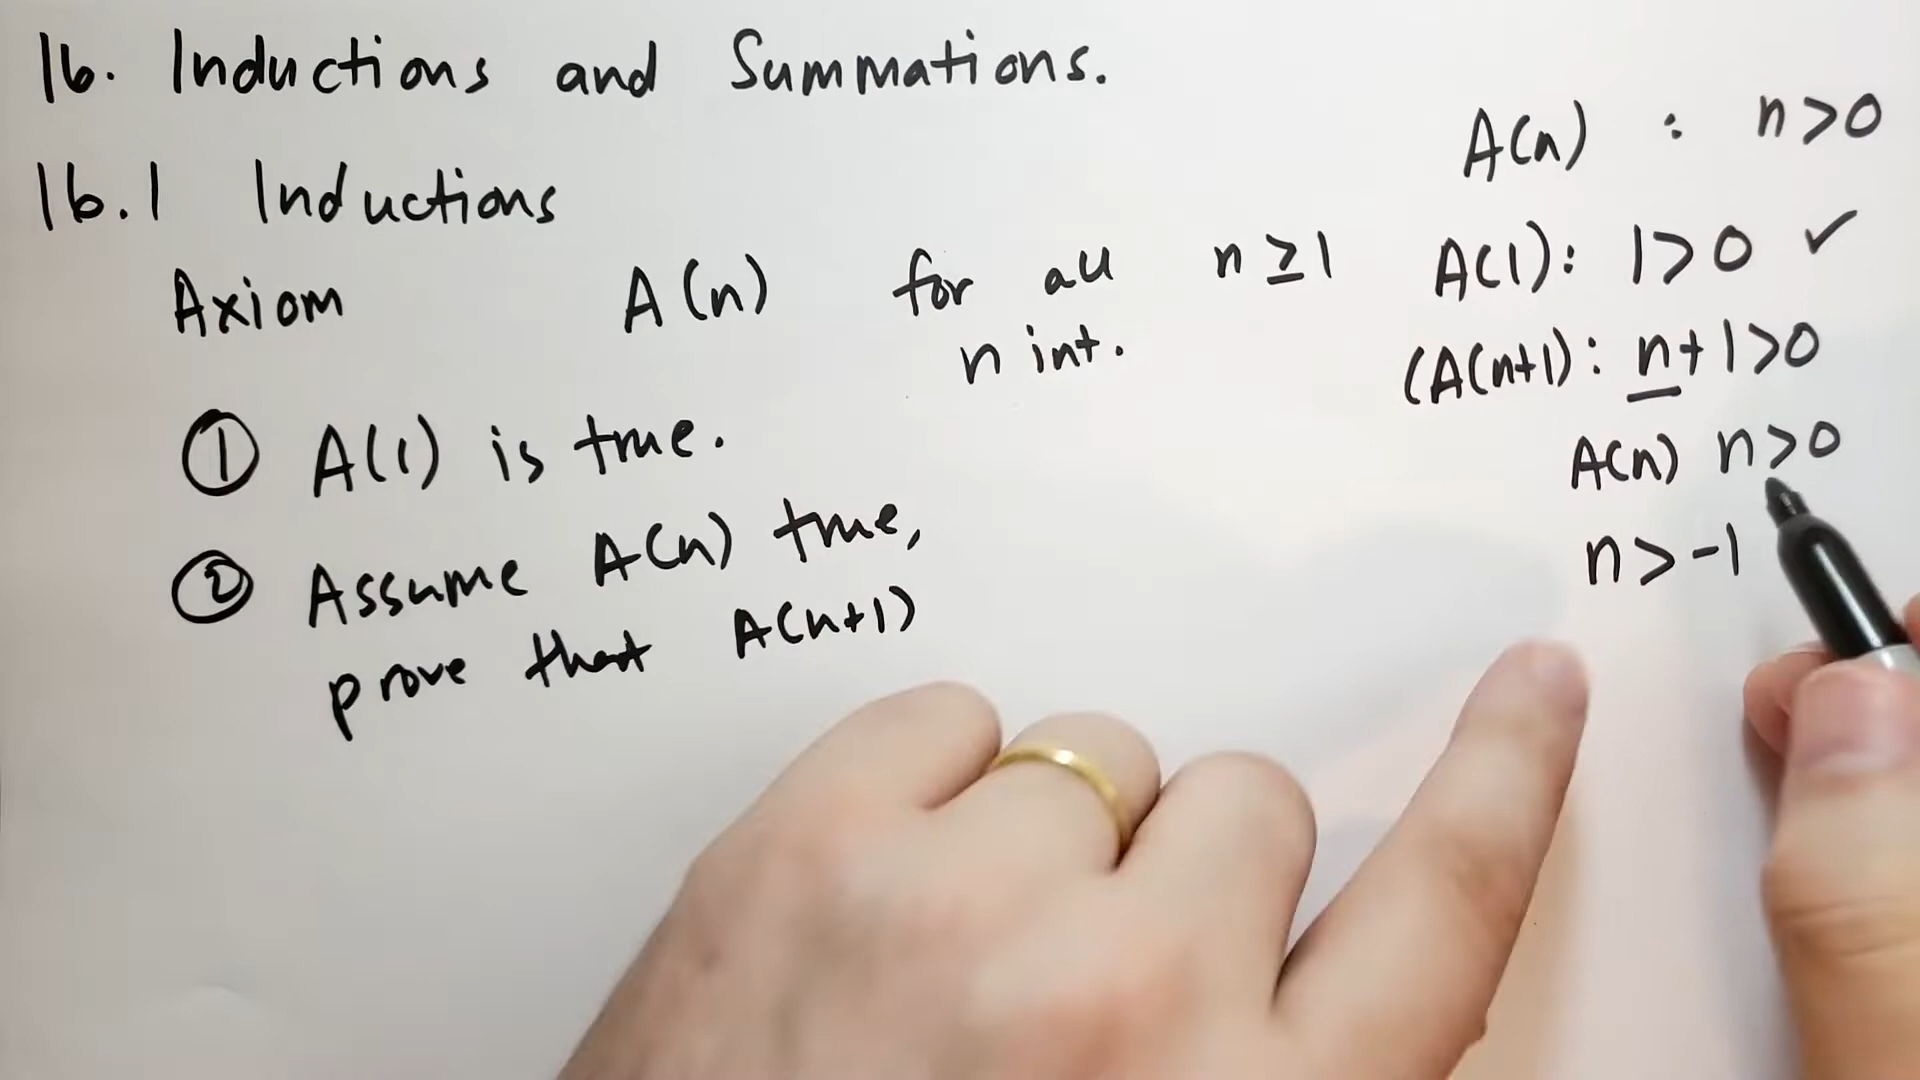 16. Inductions and Summations.
16.1 Inductions
Axiom A(n) for all n ≥ 1
n int.
① A(1) is true.
② Assume A(n) true,
prove that A(n+1)
A(n) : n>0
A(1): 1>0 ✓
(A(n+1): n+1>0
A(n) n>0
n>-1